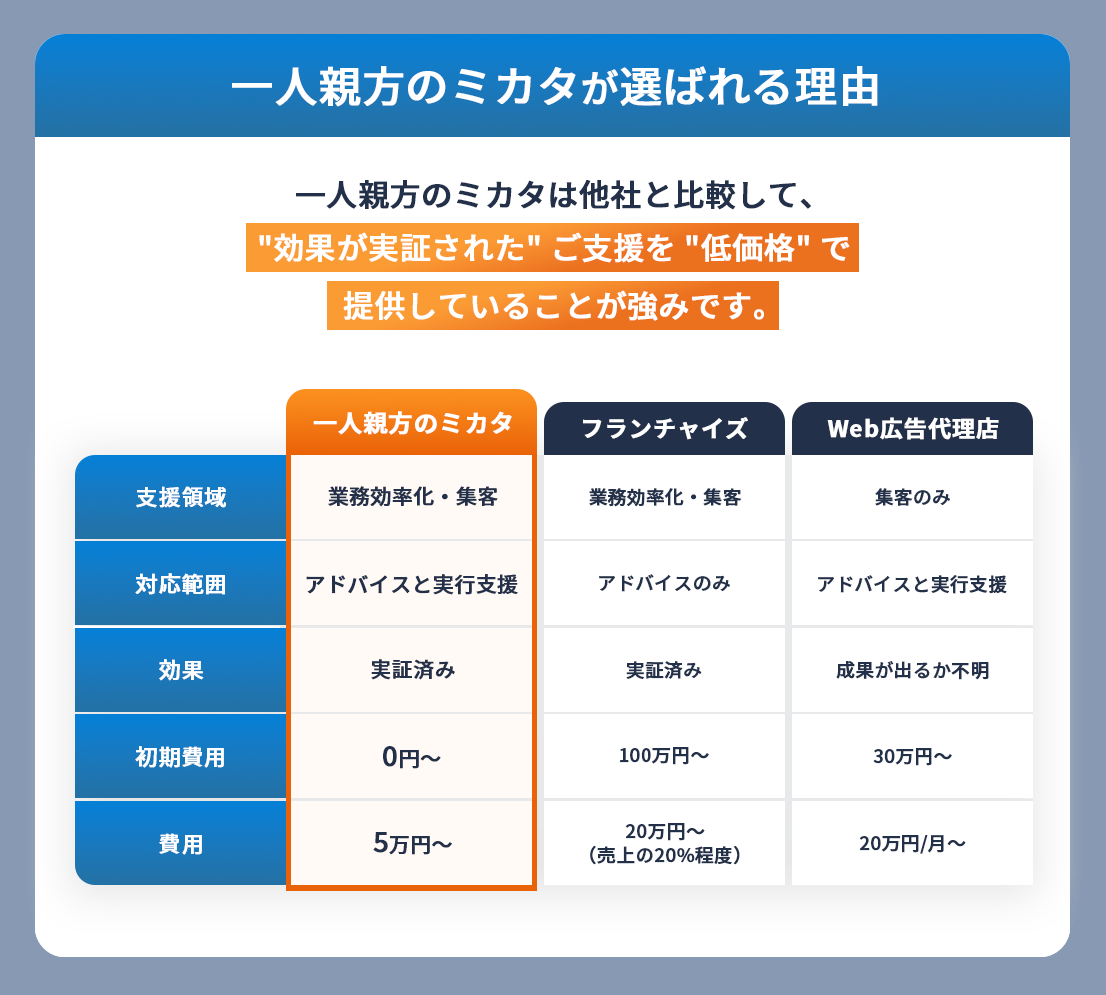 一人親方のミカタが選ばれる理由
一人親方のミカタは他社と比較して、
"効果が実証された" ご支援を "低価格" で
提供していることが強みです。
一人親方のミカタ フランチャイズ Web広告代理店
支援領域 業務効率化・集客 業務効率化・集客 集客のみ
対応範囲 アドバイスと実行支援 アドバイスのみ アドバイスと実行支援
効果 実証済み 実証済み 成果が出るか不明
初期費用 0円〜 100万円〜 30万円〜
費用 5万円〜 20万円〜 20万円/月〜
（売上の20%程度）